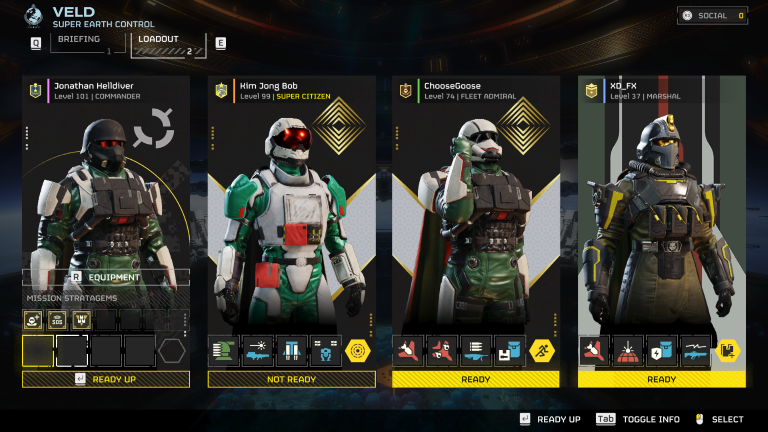 VELD
SUPER EARTH CONTROL
SOCIAL 0
Q BRIEFING 1 LOADOUT 2 E
Jonathan Helldiver
Level 101 | COMMANDER
Kim Jong Bob
Level 99 | SUPER CITIZEN
ChooseGoose
Level 74 | FLEET ADMIRAL
XD_FX
Level 37 | MARSHAL
R EQUIPMENT
MISSION STRATAGEMS
SOS
READY UP
NOT READY
READY
READY
READY UP Tab TOGGLE INFO SELECT